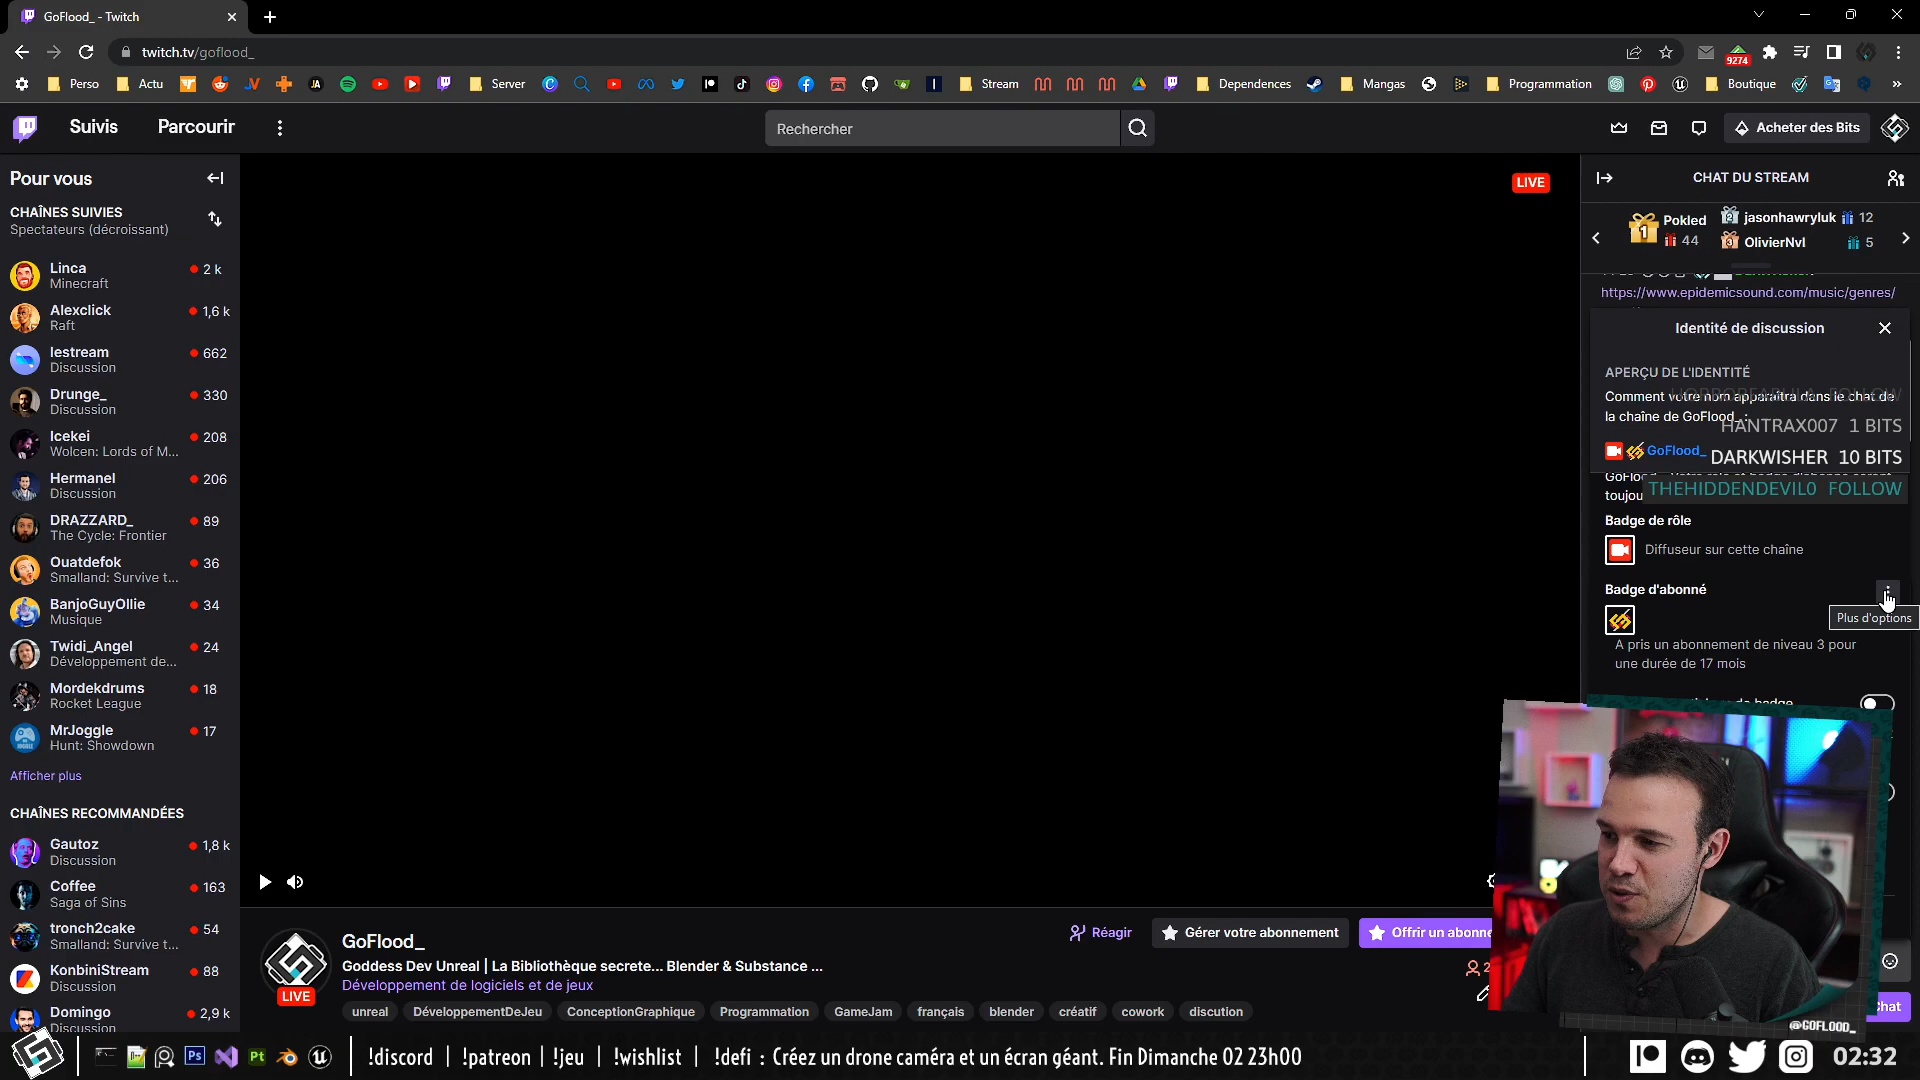 GoFlood_ - Twitch
twitch.tv/goflood_
9274
Perso
Actu
Server
Stream
Dependences
Mangas
Programmation
Boutique
Suivis
Parcourir
Rechercher
Acheter des Bits
Pour vous
CHAÎNES SUIVIES
Spectateurs (décroissant)
Linca 2 k
Minecraft
Alexclick 1,6 k
Raft
lestream 662
Discussion
Drunge_ 330
Discussion
Icekei 208
Wolcen: Lords of M...
Hermanel 206
Discussion
DRAZZARD_ 89
The Cycle: Frontier
Ouatdefok 36
Smalland: Survive t...
BanjoGuyOllie 34
Musique
Twidi_Angel 24
Développement de...
Mordekdrums 18
Rocket League
MrJoggle 17
Hunt: Showdown
Afficher plus
CHAÎNES RECOMMANDÉES
Gautoz 1,8 k
Discussion
Coffee 163
Saga of Sins
tronch2cake 54
Smalland: Survive t...
KonbiniStream 88
Discussion
Domingo 2,9 k
Discussion
LIVE
CHAT DU STREAM
1 Pokled 44
2 jasonhawryluk 12
3 OlivierNvl 5
https://www.epidemicsound.com/music/genres/
Identité de discussion
APERÇU DE L'IDENTITÉ
Comment votre nom apparaîtra dans le chat de
la chaîne de GoFlood_ :
HANTRAX007 1 BITS
GoFlood_
DARKWISHER 10 BITS
toujou
THEHIDDENDEVIL0 FOLLOW
Badge de rôle
Diffuseur sur cette chaîne
Badge d'abonné
Plus d'options
A pris un abonnement de niveau 3 pour
une durée de 17 mois
GoFlood_
LIVE
Réagir
Gérer votre abonnement
Offrir un abonne
Goddess Dev Unreal | La Bibliothèque secrete... Blender & Substance ...
Développement de logiciels et de jeux
unreal
DéveloppementDeJeu
ConceptionGraphique
Programmation
GameJam
français
blender
créatif
cowork
discution
hat
@GOFLOOD_
Ps
Pt
!discord | !patreon | !jeu | !wishlist | !defi : Créez un drone caméra et un écran géant. Fin Dimanche 02 23h00
02:32